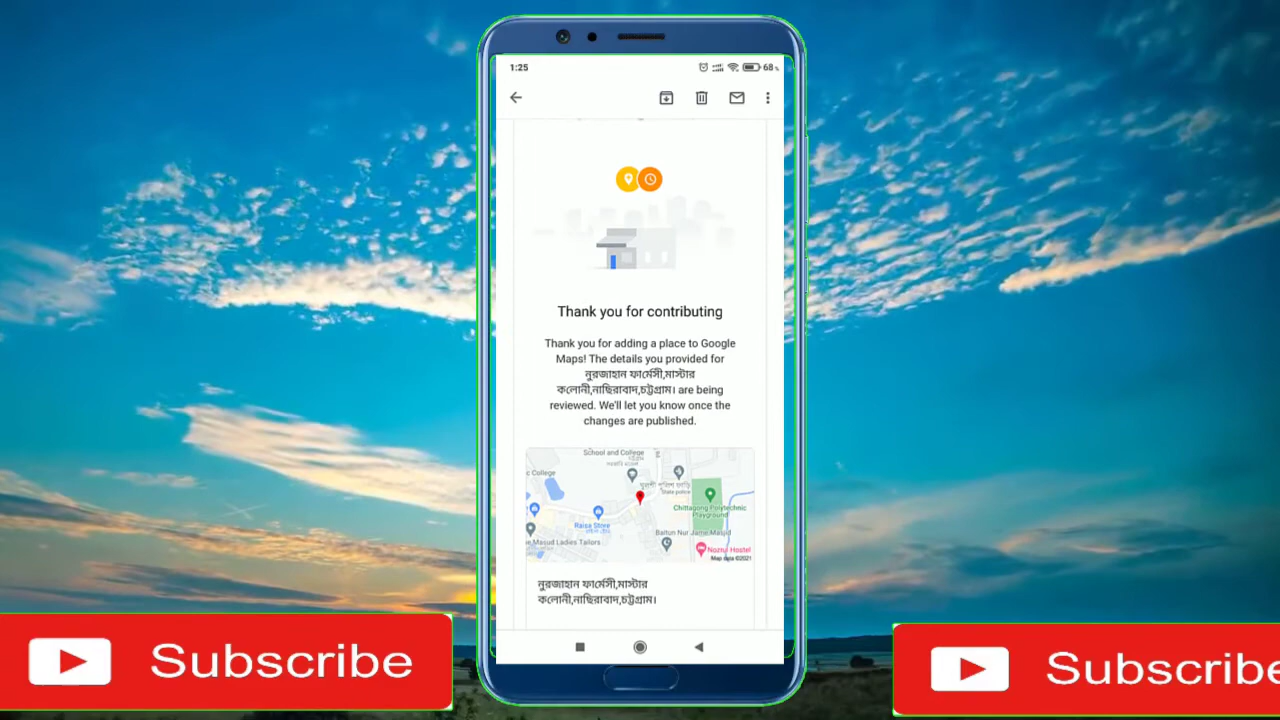 1:25
68
Thank you for contributing
Thank you for adding a place to Google
Maps! The details you provided for
নুরজাহান ফার্মেসী,মাস্টার
কলোনী,নাছিরাবাদ,চট্টগ্রাম। are being
reviewed. We'll let you know once the
changes are published.
School and College
c College
State police
Chittagong Polytechnic
Playground
Raisa Store
Baitun Nur Jame Masjid
e Masud Ladies Tailors
Nozrul Hostel
Map data ©2021
নুরজাহান ফার্মেসী,মাস্টার
কলোনী,নাছিরাবাদ,চট্টগ্রাম।
Subscribe
Subscribe